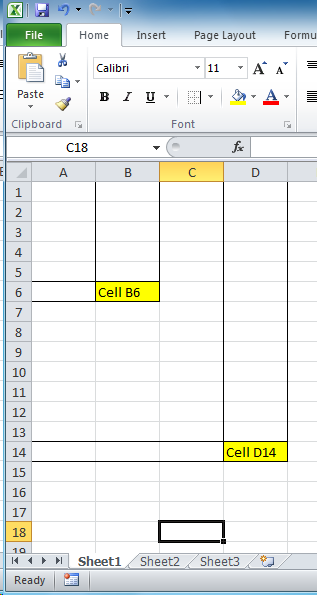 File Home Insert Page Layout Formu
Calibri 11 A A
Paste B I U A
Clipboard Font
C18 fx
A B C D
1
2
3
4
5
6 Cell B6
7
8
9
10
11
12
13
14 Cell D14
15
16
17
18
19
Sheet1 Sheet2 Sheet3
Ready